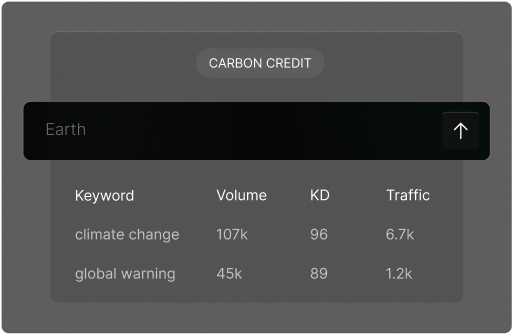 CARBON CREDIT
Earth
Keyword Volume KD Traffic
climate change 107k 96 6.7k
global warning 45k 89 1.2k